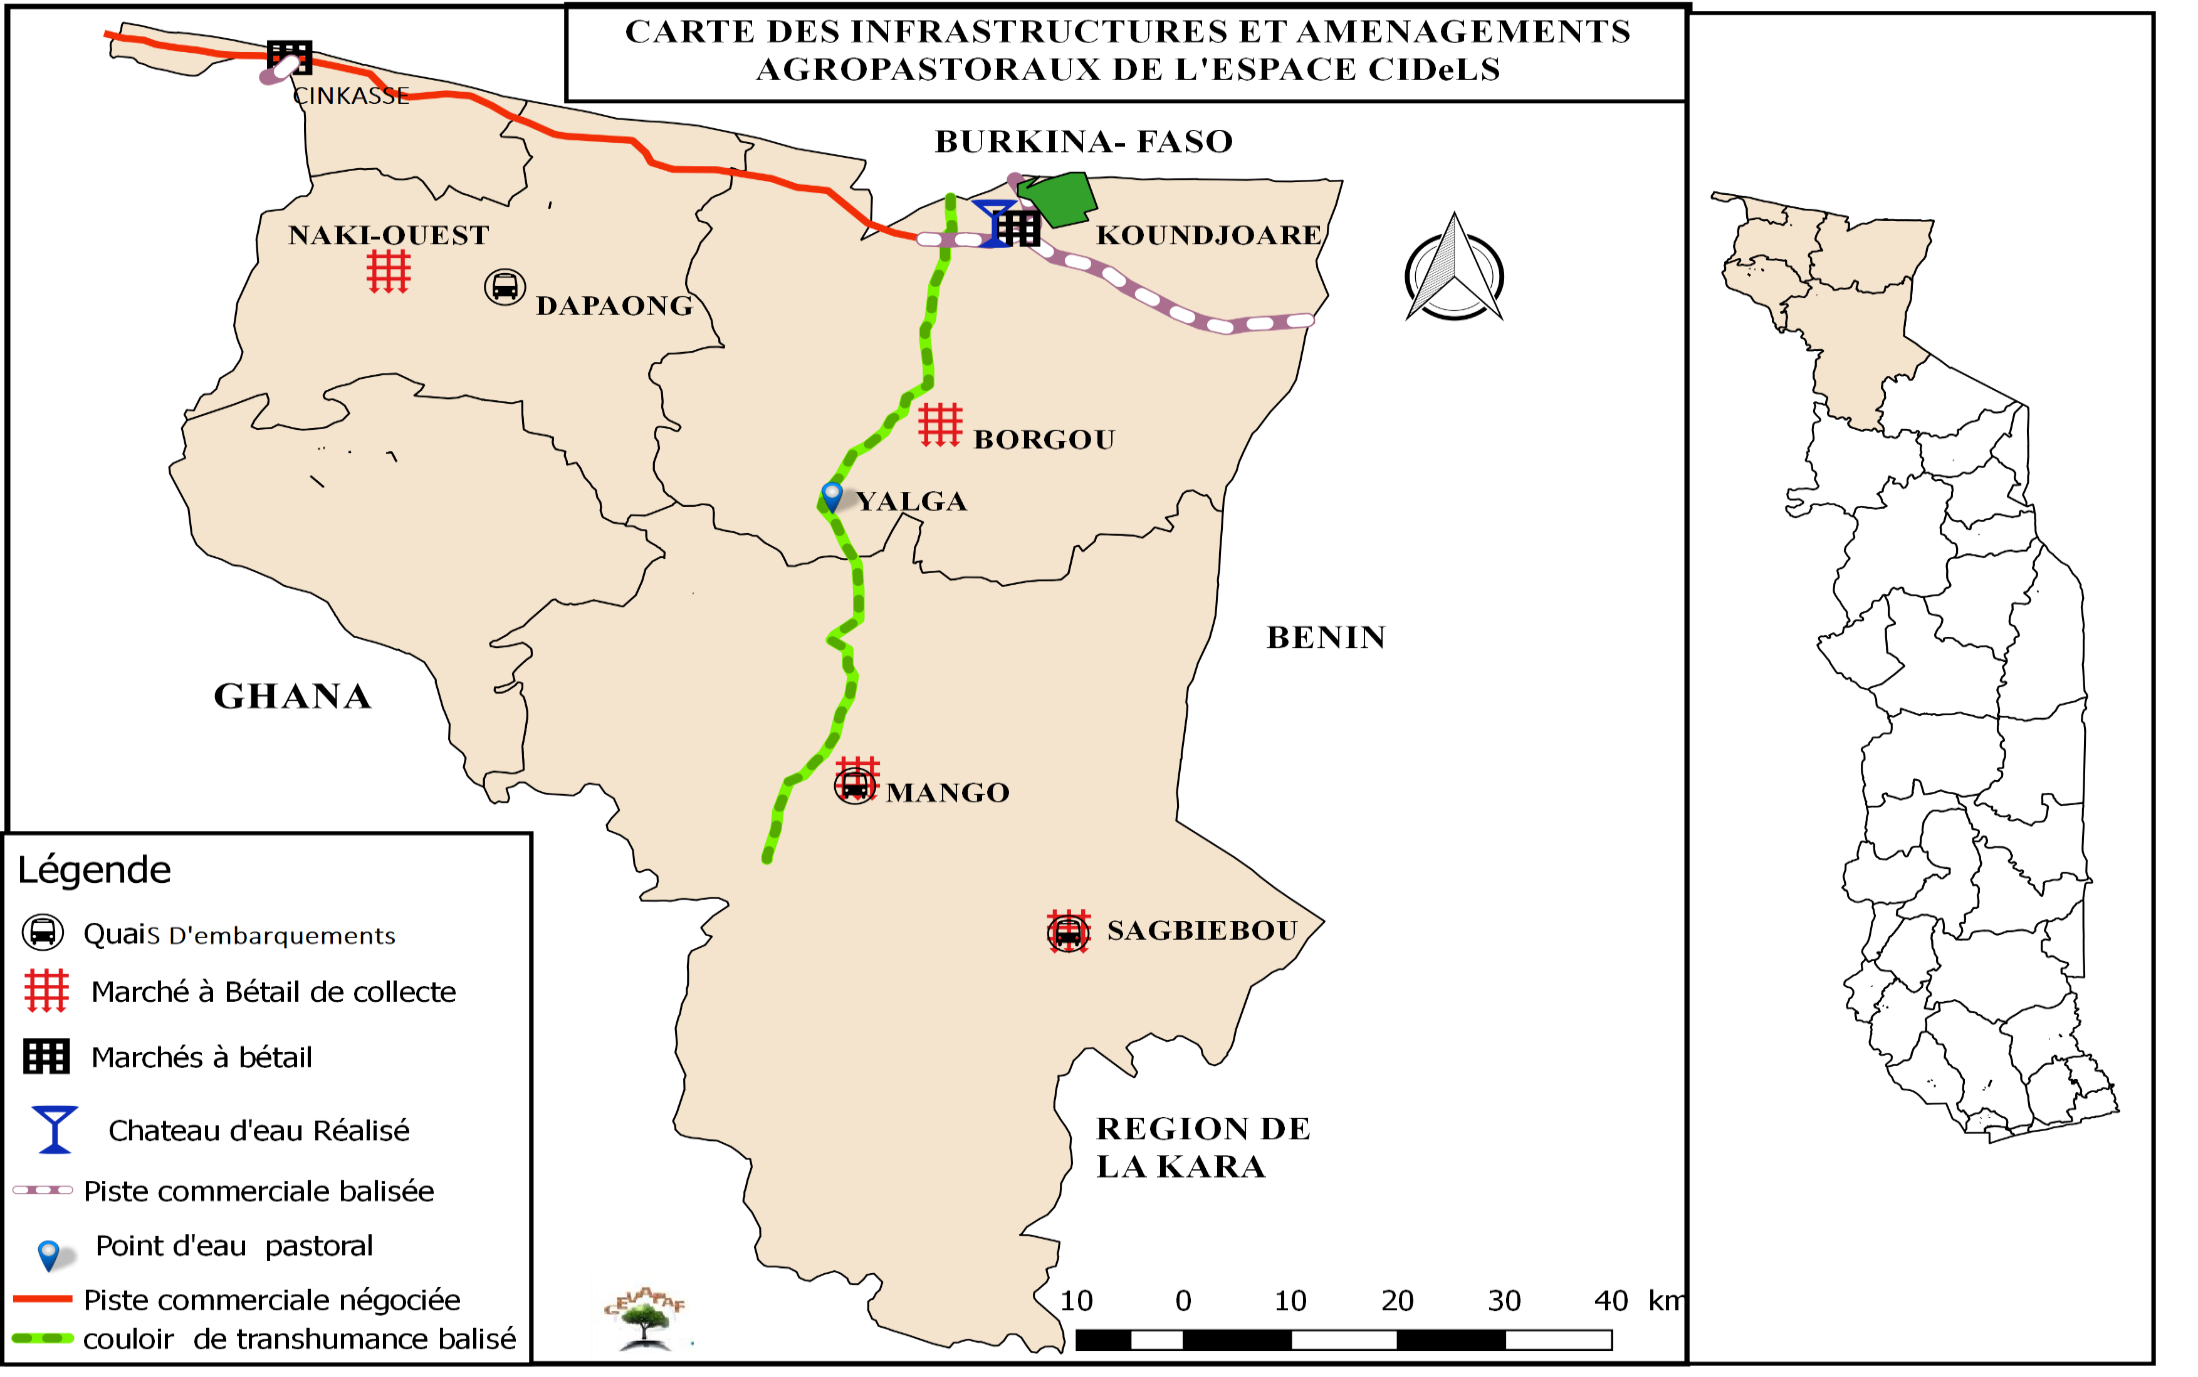 CARTE DES INFRASTRUCTURES ET AMENAGEMENTS
AGROPASTORAUX DE L'ESPACE CIDeLS
CINKASSE
BURKINA- FASO
NAKI-OUEST
KOUNDJOARE
DAPAONG
BORGOU
YALGA
BENIN
GHANA
MANGO
SAGBIEBOU
REGION DE
LA KARA
Légende
QuaiS D'embarquements
Marché à Bétail de collecte
Marchés à bétail
Chateau d'eau Réalisé
Piste commerciale balisée
Point d'eau pastoral
Piste commerciale négociée
couloir de transhumance balisé
10 0 10 20 30 40 km